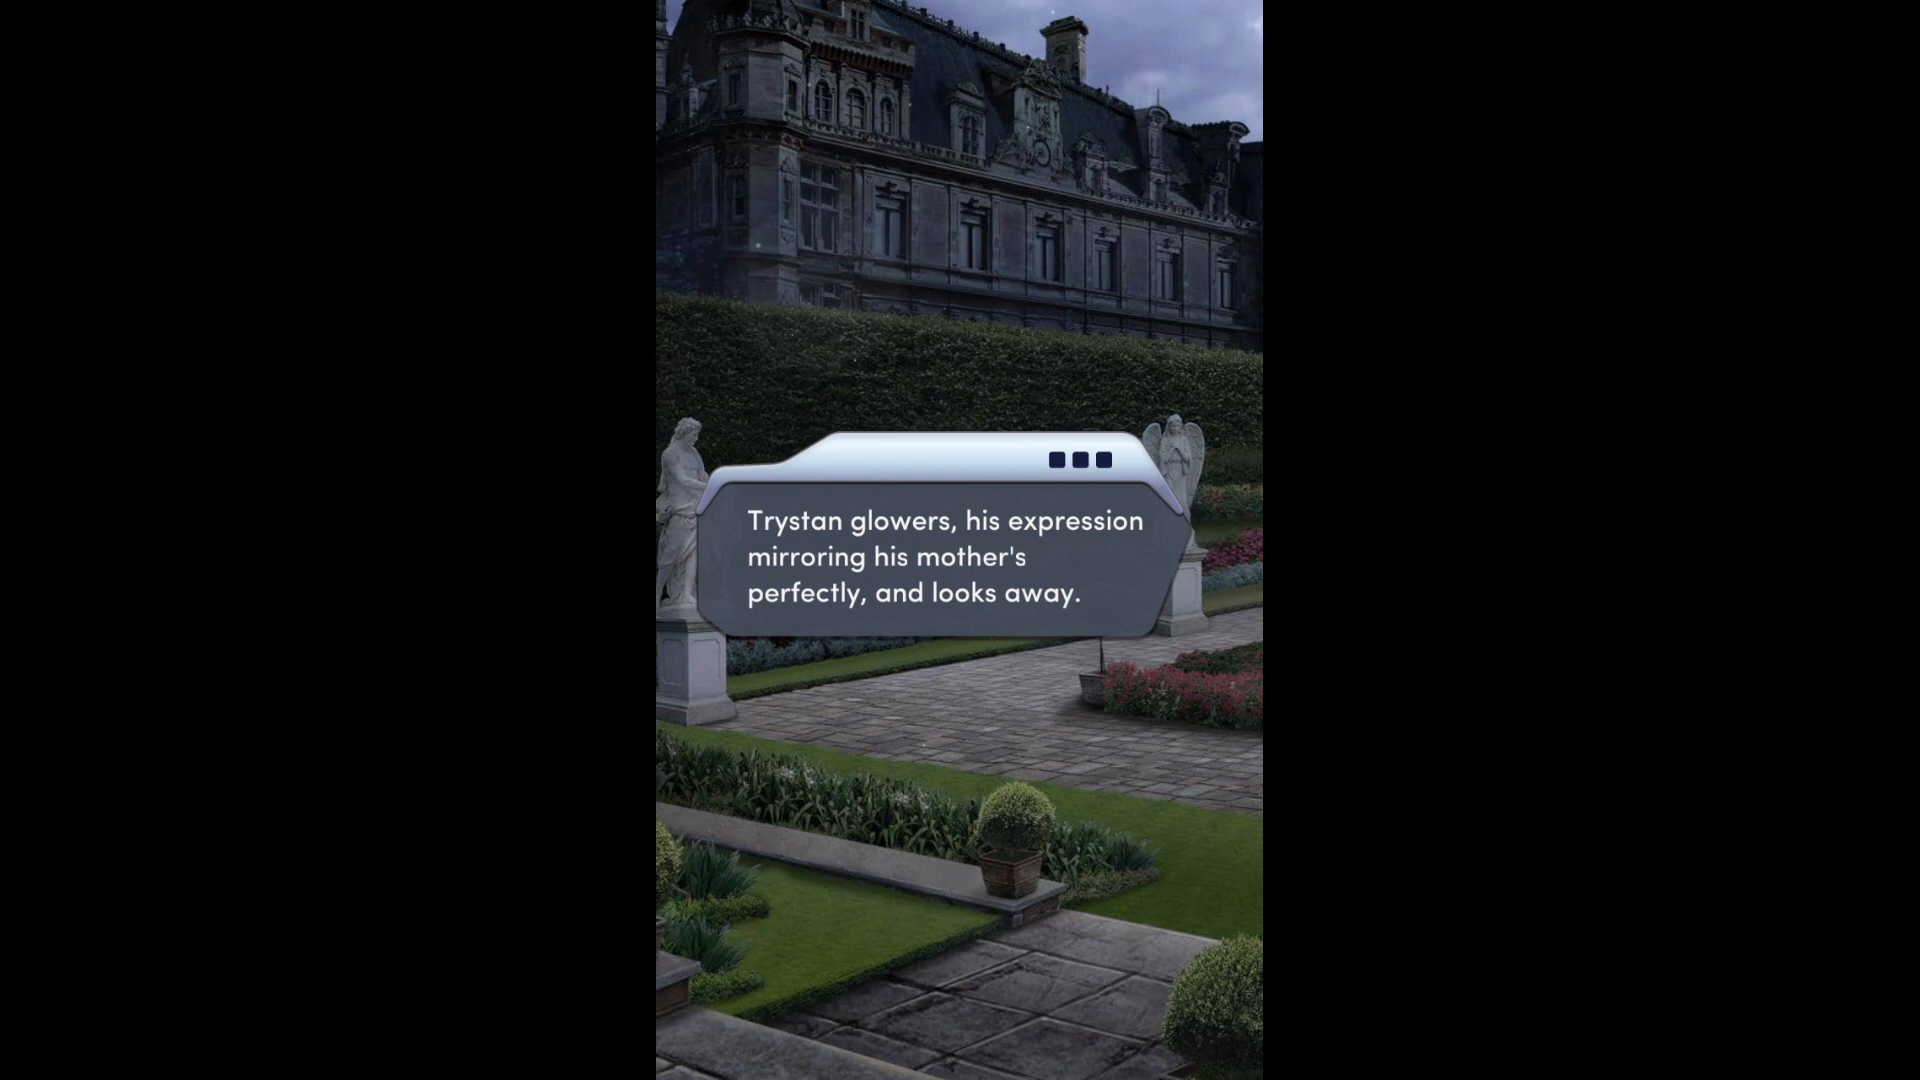 Trystan glowers, his expression
mirroring his mother's
perfectly, and looks away.